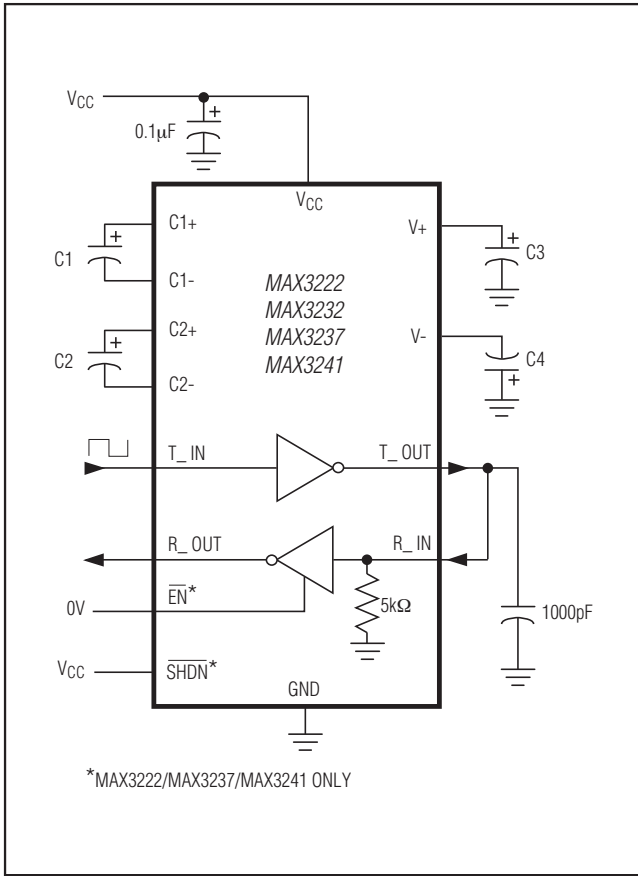 VCC
0.1μF
+
VCC
C1+
V+
C1
+
+
C3
C1-
MAX3222
MAX3232
MAX3237
MAX3241
C2+
V-
C2
+
C4
+
C2-
T_ IN
T_ OUT
R_ OUT
R_ IN
0V
EN*
5kΩ
1000pF
VCC
SHDN*
GND
*MAX3222/MAX3237/MAX3241 ONLY